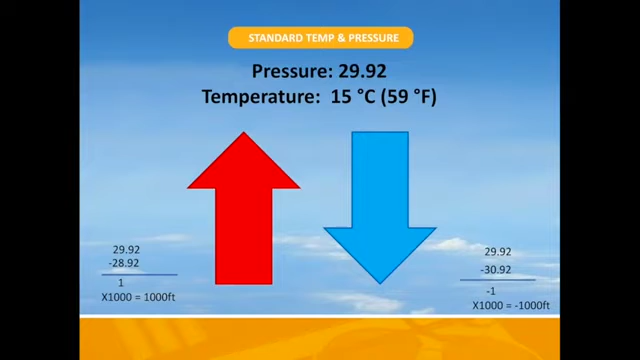 STANDARD TEMP & PRESSURE
Pressure: 29.92
Temperature: 15 °C (59 °F)
29.92
-28.92
1
X1000 = 1000ft
29.92
-30.92
-1
X1000 = -1000ft